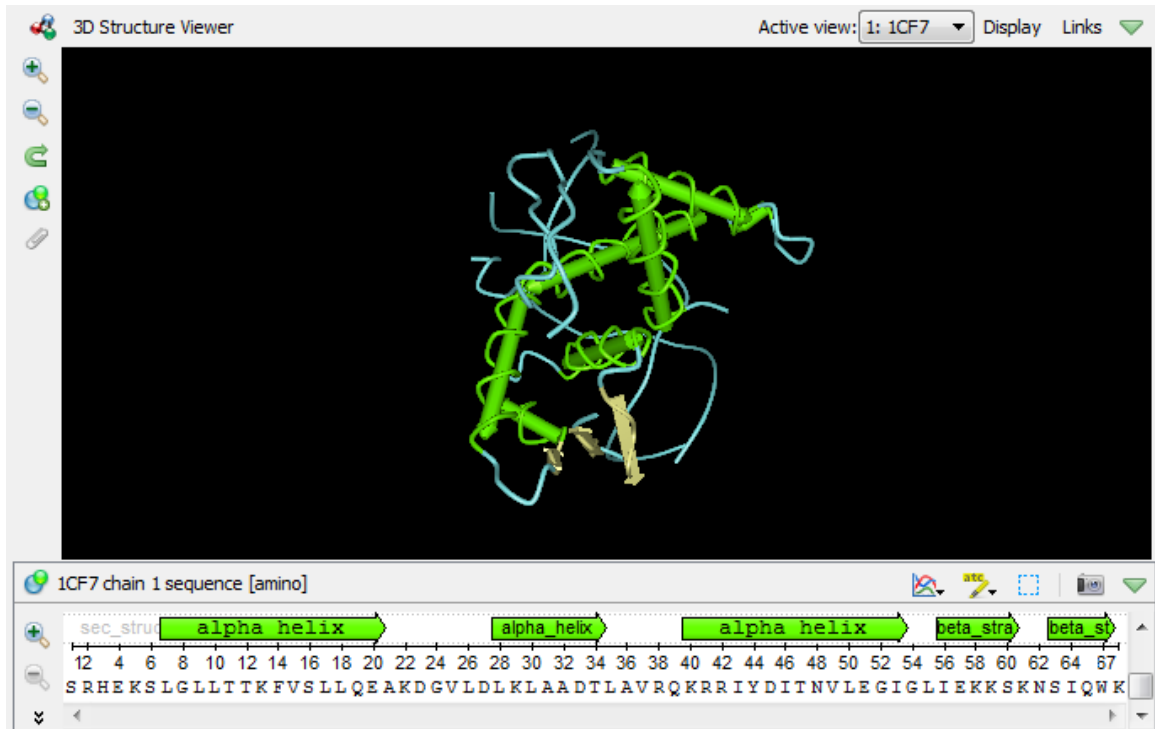 3D Structure Viewer Active view: 1: 1CF7 Display Links
1CF7 chain 1 sequence [amino]
atc
sec_struc alpha helix alpha_helix alpha helix beta_stra beta_st
12 4 6 8 10 12 14 16 18 20 22 24 26 28 30 32 34 36 38 40 42 44 46 48 50 52 54 56 58 60 62 64 67
SRHEKSLGLLTTKFVSLLQEAKDGVLDLKLAADTLAVRQKRRIYDITNVLEGIGLIEKKSKNSIQWK